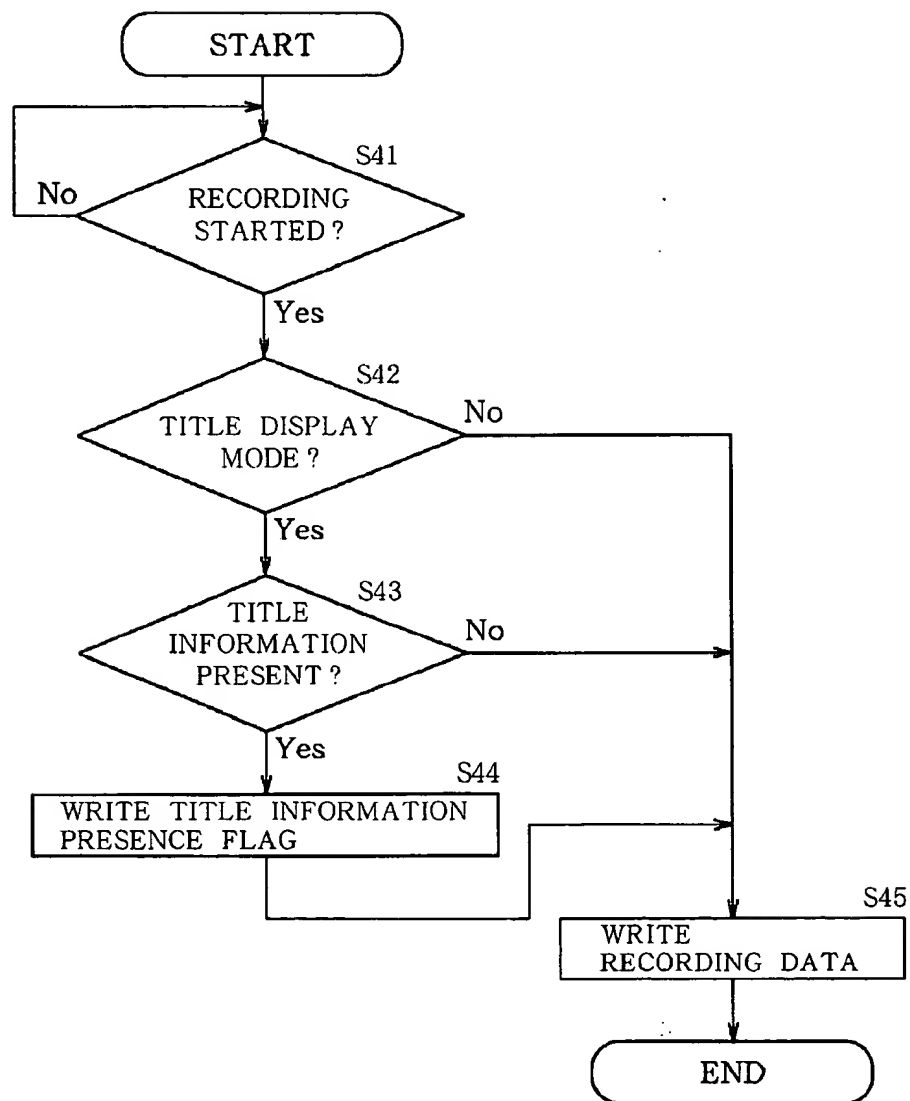 START
S41
No
RECORDING
STARTED?
Yes
S42
No
TITLE DISPLAY
MODE?
Yes
S43
TITLE
No
INFORMATION
PRESENT?
Yes
S44
WRITE TITLE INFORMATION
PRESENCE FLAG
S45
WRITE
RECORDING DATA
END